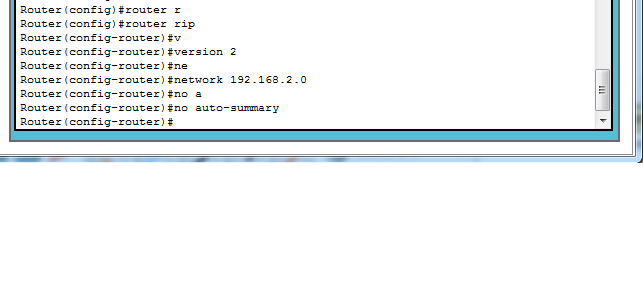 Router(config)#router r
Router(config)#router rip
Router(config-router)#v
Router(config-router)#version 2
Router(config-router)#ne
Router(config-router)#network 192.168.2.0
Router(config-router)#no a
Router(config-router)#no auto-summary
Router(config-router)#